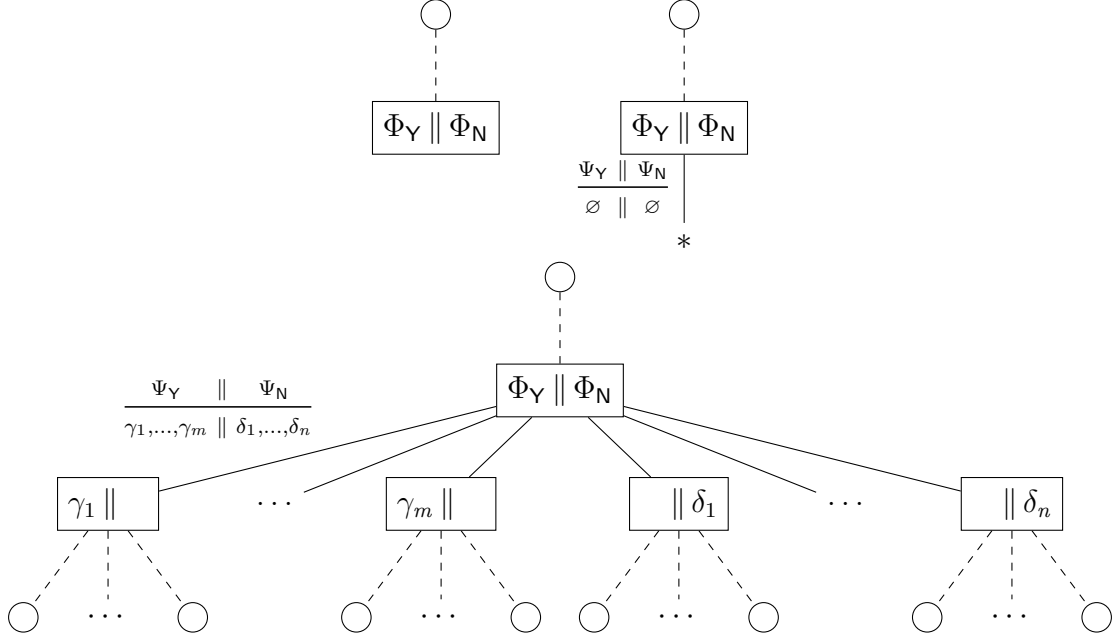 Φ_Y ∥ Φ_N Φ_Y ∥ Φ_N
Ψ_Y ∥ Ψ_N
∅ ∥ ∅
*
Φ_Y ∥ Φ_N
Ψ_Y ∥ Ψ_N
γ_1,...,γ_m ∥ δ_1,...,δ_n
γ_1 ∥ ··· γ_m ∥ ∥ δ_1 ··· ∥ δ_n
··· ··· ··· ···